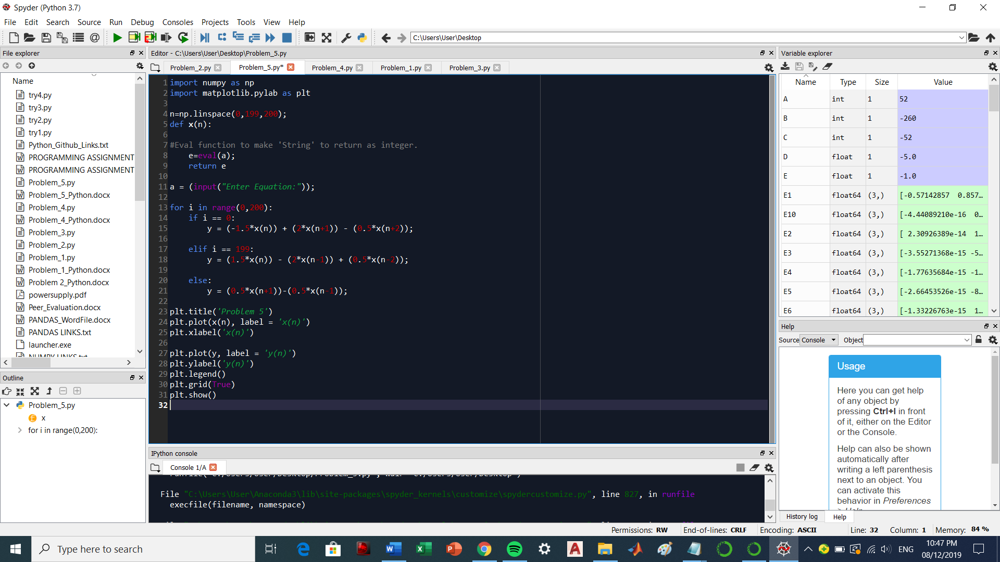 Spyder (Python 3.7)
File Edit Search Source Run Debug Consoles Projects Tools View Help
C:\Users\User\Desktop
File explorer
Name
try4.py
try3.py
try2.py
try1.py
Python_Github_Links.txt
PROGRAMMING ASSIGNMENT
PROGRAMMING ASSIGNMENT
Problem_5.py
Problem_5_Python.docx
Problem_4.py
Problem_4_Python.docx
Problem_3.py
Problem_2.py
Problem_1.py
Problem_1_Python.docx
Problem 2_Python.docx
powersupply.pdf
Peer_Evaluation.docx
PANDAS_WordFile.docx
PANDAS LINKS.txt
launcher.exe
NUMPY LINKS.txt
Outline
Problem_5.py
x
for i in range(0,200):
Editor - C:\Users\User\Desktop\Problem_5.py
Problem_2.py Problem_5.py* Problem_4.py Problem_1.py Problem_3.py
1 import numpy as np
2 import matplotlib.pylab as plt
3
4 n=np.linspace(0,199,200);
5 def x(n):
6
7 #Eval function to make 'String' to return as integer.
8     e=eval(a);
9     return e
10
11 a = (input("Enter Equation:"));
12
13 for i in range(0,200):
14     if i == 0:
15         y = (-1.5*x(n)) + (2*x(n+1)) - (0.5*x(n+2));
16
17     elif i == 199:
18         y = (1.5*x(n)) - (2*x(n-1)) + (0.5*x(n-2));
19
20     else:
21         y = (0.5*x(n+1))-(0.5*x(n-1));
22
23 plt.title('Problem 5')
24 plt.plot(x(n), label = 'x(n)')
25 plt.xlabel('x(n)')
26
27 plt.plot(y, label = 'y(n)')
28 plt.ylabel('y(n)')
29 plt.legend()
30 plt.grid(True)
31 plt.show()
32
IPython console
Console 1/A
runfile('C:/Users/User/Desktop/Problem_5.py', wdir='C:/Users/User/Desktop')
File "C:\Users\User\Anaconda3\lib\site-packages\spyder_kernels\customize\spydercustomize.py", line 827, in runfile
execfile(filename, namespace)
Variable explorer
Name Type Size Value
A int 1 52
B int 1 -260
C int 1 -52
D float 1 -5.0
E float 1 -1.0
E1 float64 (3,) [-0.57142857 0.857…
E10 float64 (3,) [-4.44089210e-16 0…
E2 float64 (3,) [ 2.30926389e-14 1…
E3 float64 (3,) [-3.55271368e-15 -5…
E4 float64 (3,) [-1.77635684e-15 -1…
E5 float64 (3,) [-2.66453526e-15 -8…
E6 float64 (3,) [-1.33226763e-15 1…
Help
Source Console Object
Usage
Here you can get help
of any object by
pressing Ctrl+I in front
of it, either on the Editor
or the Console.
Help can also be shown
automatically after
writing a left parenthesis
next to an object. You
can activate this
behavior in Preferences
> Help.
History log Help
Permissions: RW End-of-lines: CRLF Encoding: ASCII Line: 32 Column: 1 Memory: 84 %
Type here to search
ENG
10:47 PM
08/12/2019